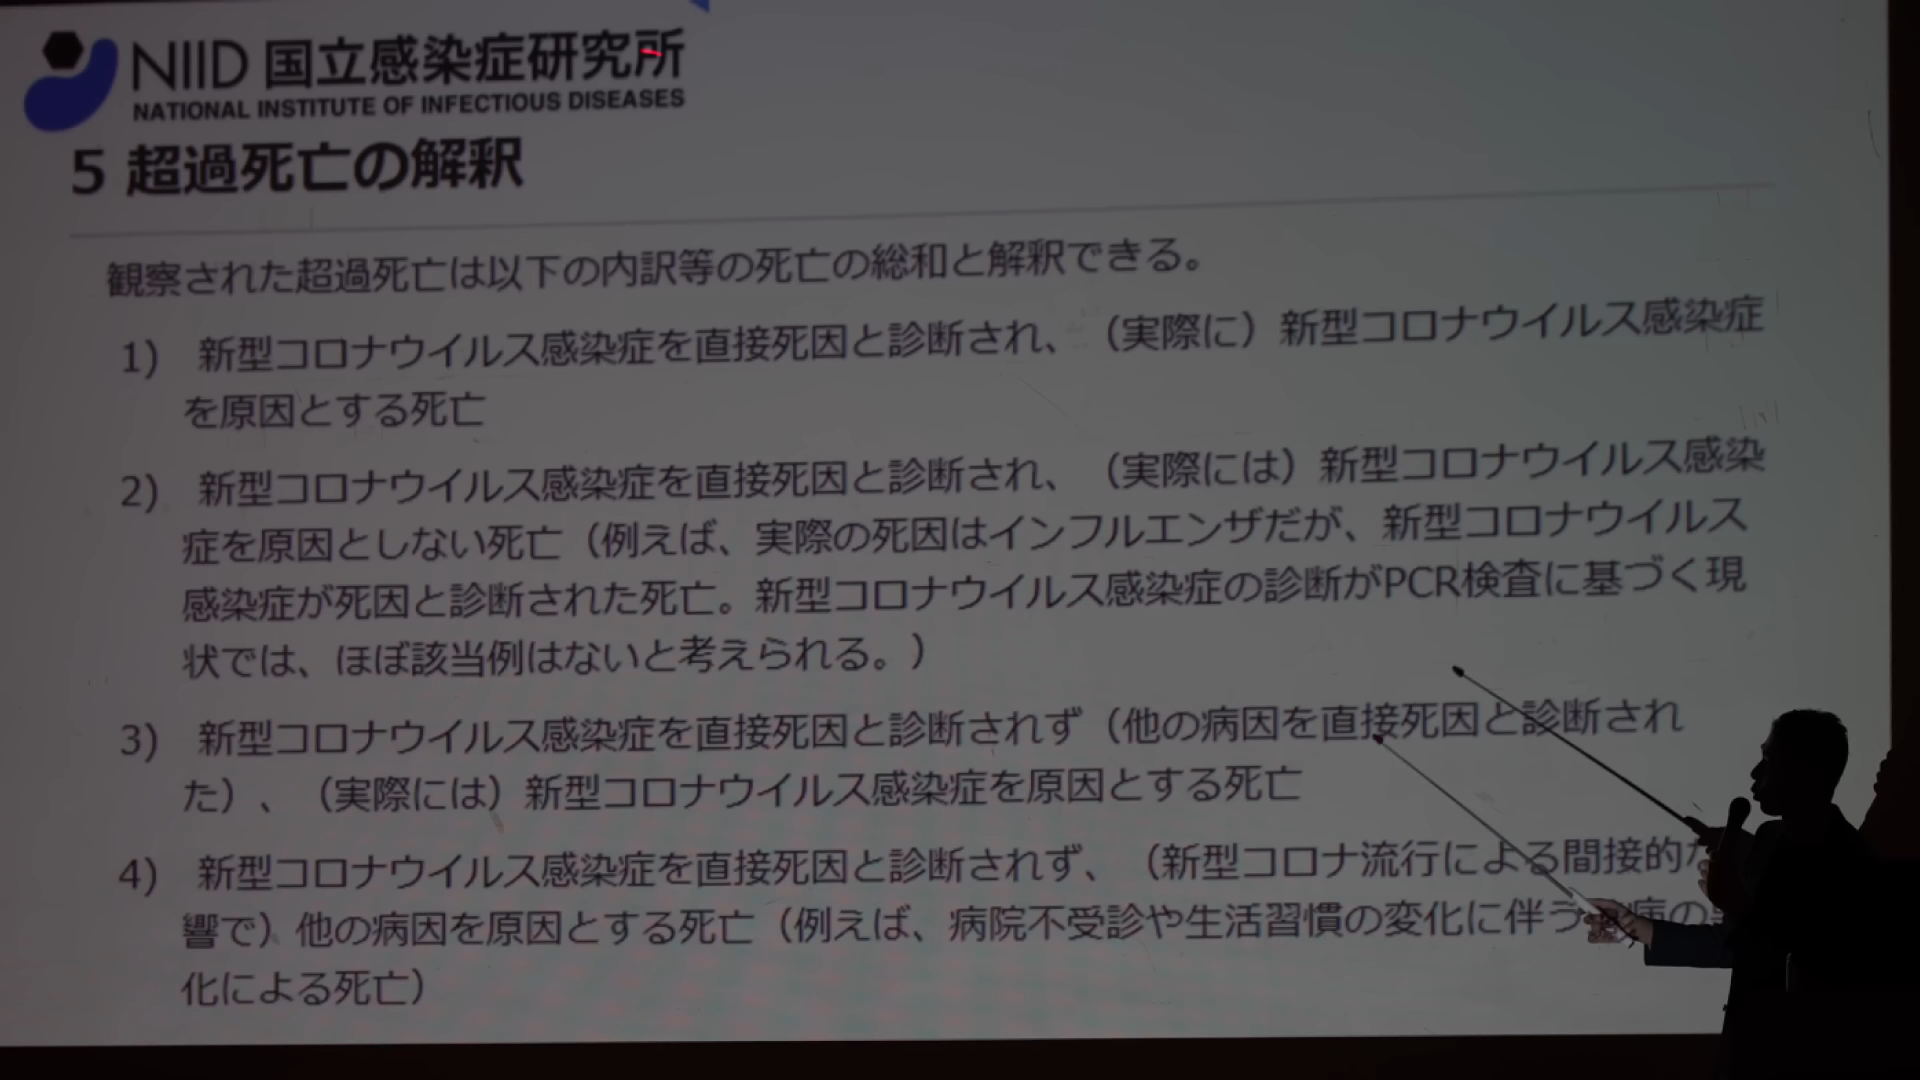 NIID 国立感染症研究所
NATIONAL INSTITUTE OF INFECTIOUS DISEASES
5 超過死亡の解釈
観察された超過死亡は以下の内訳等の死亡の総和と解釈できる。
1) 新型コロナウイルス感染症を直接死因と診断され、（実際に）新型コロナウイルス感染症
を原因とする死亡
2) 新型コロナウイルス感染症を直接死因と診断され、（実際には）新型コロナウイルス感染
症を原因としない死亡（例えば、実際の死因はインフルエンザだが、新型コロナウイルス
感染症が死因と診断された死亡。新型コロナウイルス感染症の診断がPCR検査に基づく現
状では、ほぼ該当例はないと考えられる。）
3) 新型コロナウイルス感染症を直接死因と診断されず（他の病因を直接死因と診断され
た）、（実際には）新型コロナウイルス感染症を原因とする死亡
4) 新型コロナウイルス感染症を直接死因と診断されず、（新型コロナ流行による間接的
響で）他の病因を原因とする死亡（例えば、病院不受診や生活習慣の変化に伴う病の
化による死亡）